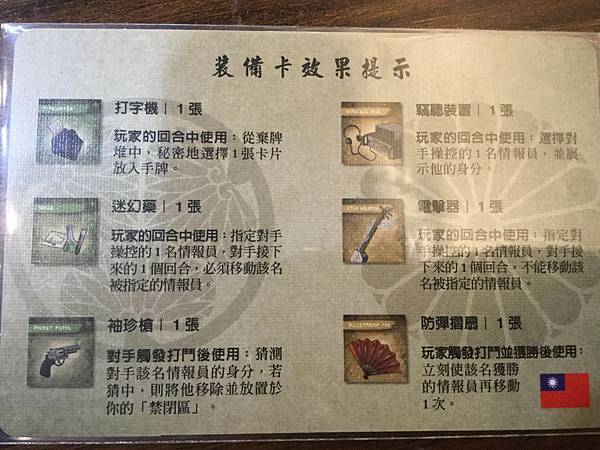 裝備卡效果提示
打字機｜1張
玩家的回合中使用：從棄牌
堆中，秘密地選擇1張卡片
放入手牌。
竊聽裝置｜1張
玩家的回合中使用：選擇對
手操控的1名情報員，並展
示他的身分。
迷幻藥｜1張
玩家的回合中使用：指定對手
操控的1名情報員，對手接下
來的1個回合，必須移動該名
被指定的情報員。
電擊器｜1張
玩家的回合中使用：指定對手
操控的1名情報員，對手接
下來的1個回合，不能移動該名
被指定的情報員。
POCKET PISTOL
袖珍槍｜1張
對手觸發打鬥後使用：猜測
對手該名情報員的身分，若
猜中，則將他移除並放置於
你的「禁閉區」。
BULLETPROOF FAN
防彈摺扇｜1張
玩家觸發打鬥並獲勝後使用：
立刻使該名獲勝
的情報員再移動
1次。